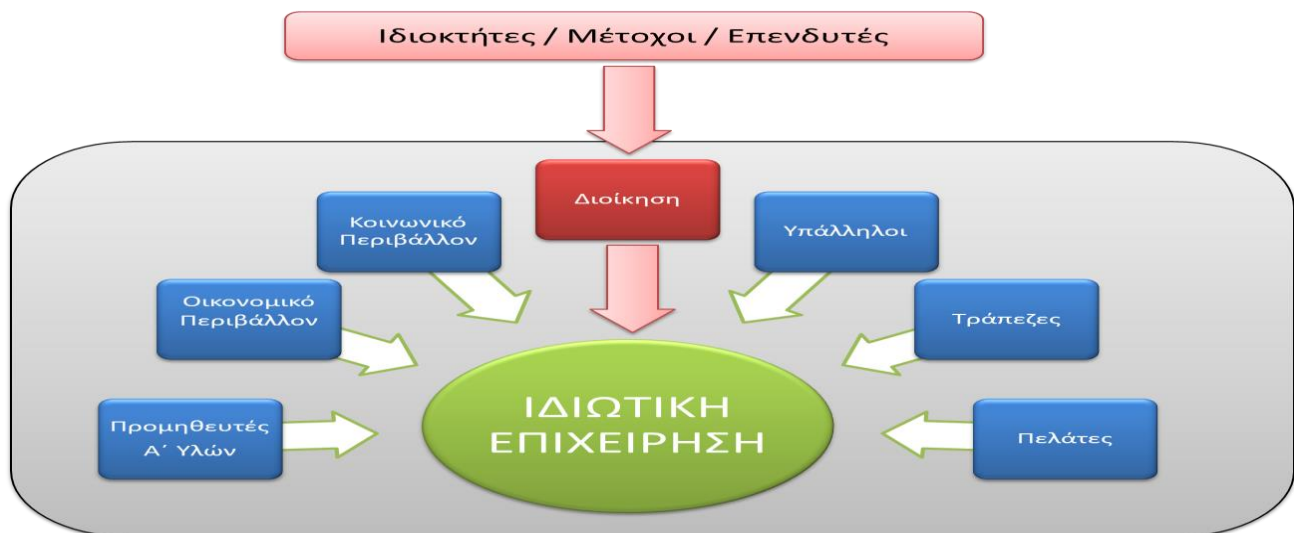 Ιδιοκτήτες / Μέτοχοι / Επενδυτές
Διοίκηση
Κοινωνικό
Περιβάλλον
Υπάλληλοι
Οικονομικό
Περιβάλλον
Τράπεζες
Προμηθευτές
Α΄ Υλών
ΙΔΙΩΤΙΚΗ
ΕΠΙΧΕΙΡΗΣΗ
Πελάτες